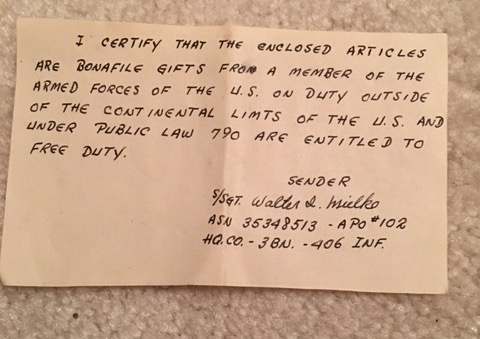 I CERTIFY THAT THE ENCLOSED ARTICLES
ARE BONAFILE GIFTS FROM A MEMBER OF THE
ARMED FORCES OF THE U.S. ON DUTY OUTSIDE
OF THE CONTINENTAL LIMTS OF THE U.S. AND
UNDER PUBLIC LAW 790 ARE ENTITLED TO
FREE DUTY.
SENDER
S/SGT. Walter I. Mielko
ASN 35348513 - APO #102
HQ. CO. - 3BN. - 406 INF.